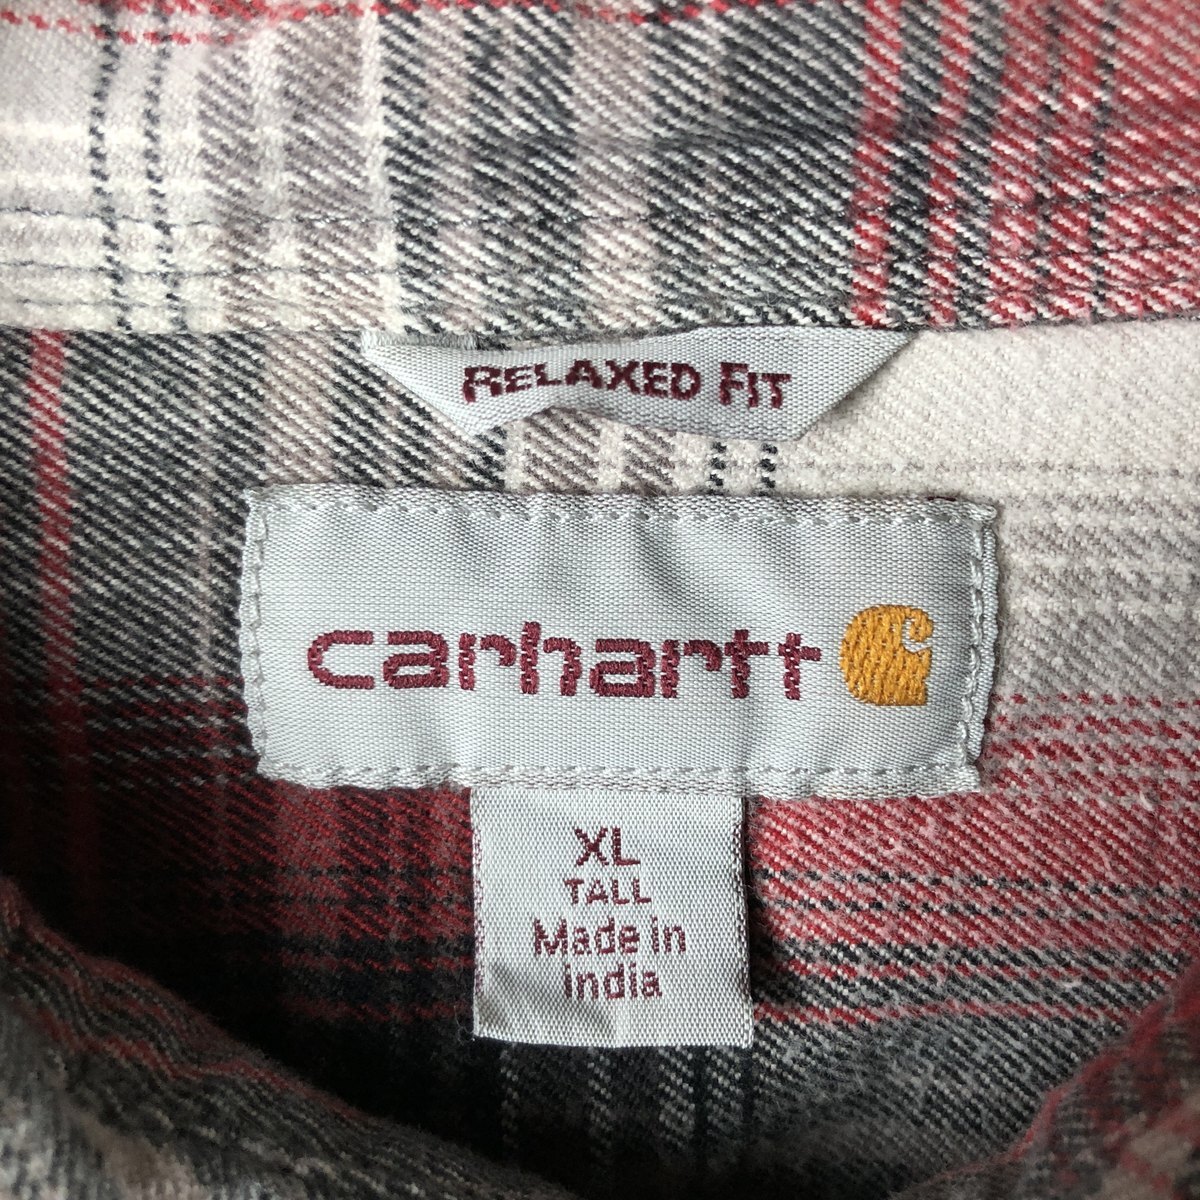 RELAXED FIT
carhartt
XL
TALL
Made in
india